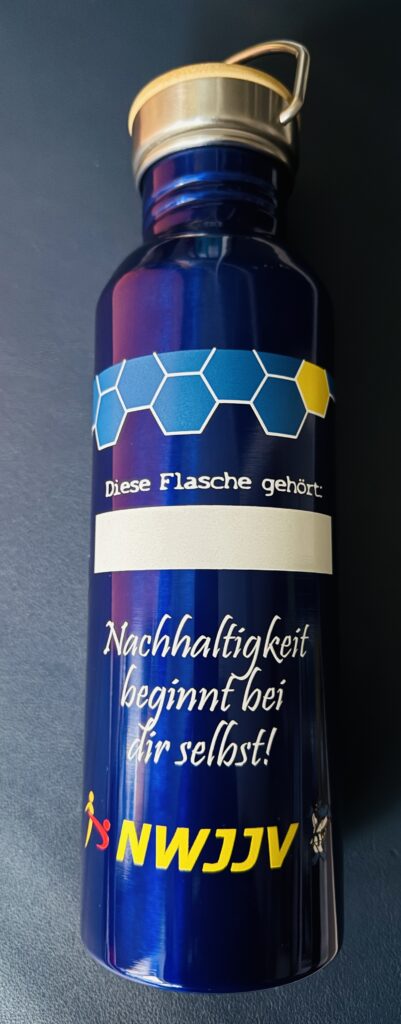 Diese Flasche gehört:
Nachhaltigkeit
beginnt bei
dir selbst!
NWJJV